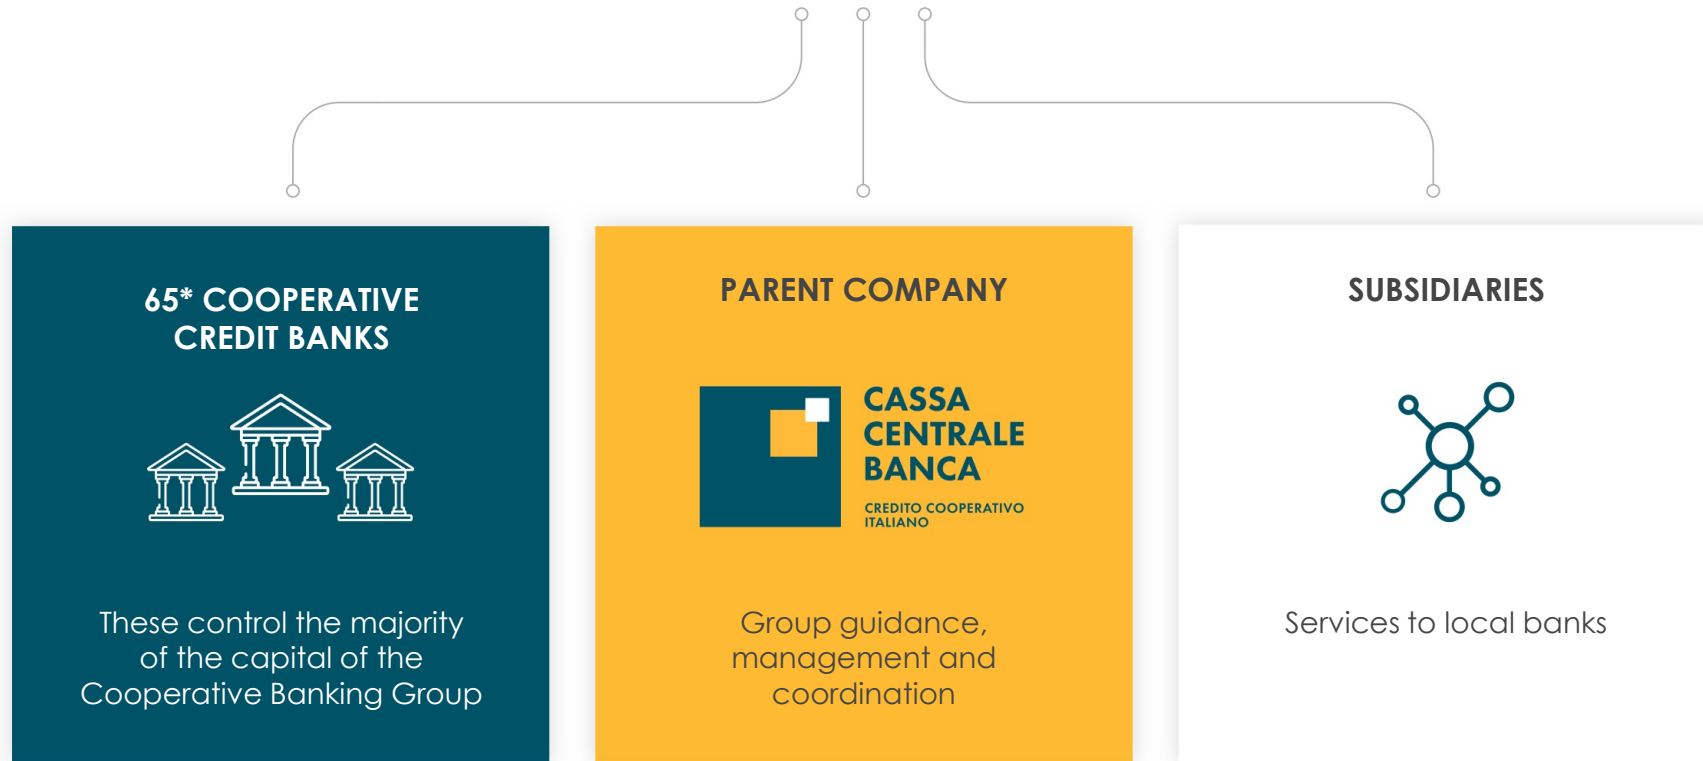 65* COOPERATIVE
CREDIT BANKS
These control the majority
of the capital of the
Cooperative Banking Group
PARENT COMPANY
CASSA
CENTRALE
BANCA
CREDITO COOPERATIVO
ITALIANO
Group guidance,
management and
coordination
SUBSIDIARIES
Services to local banks